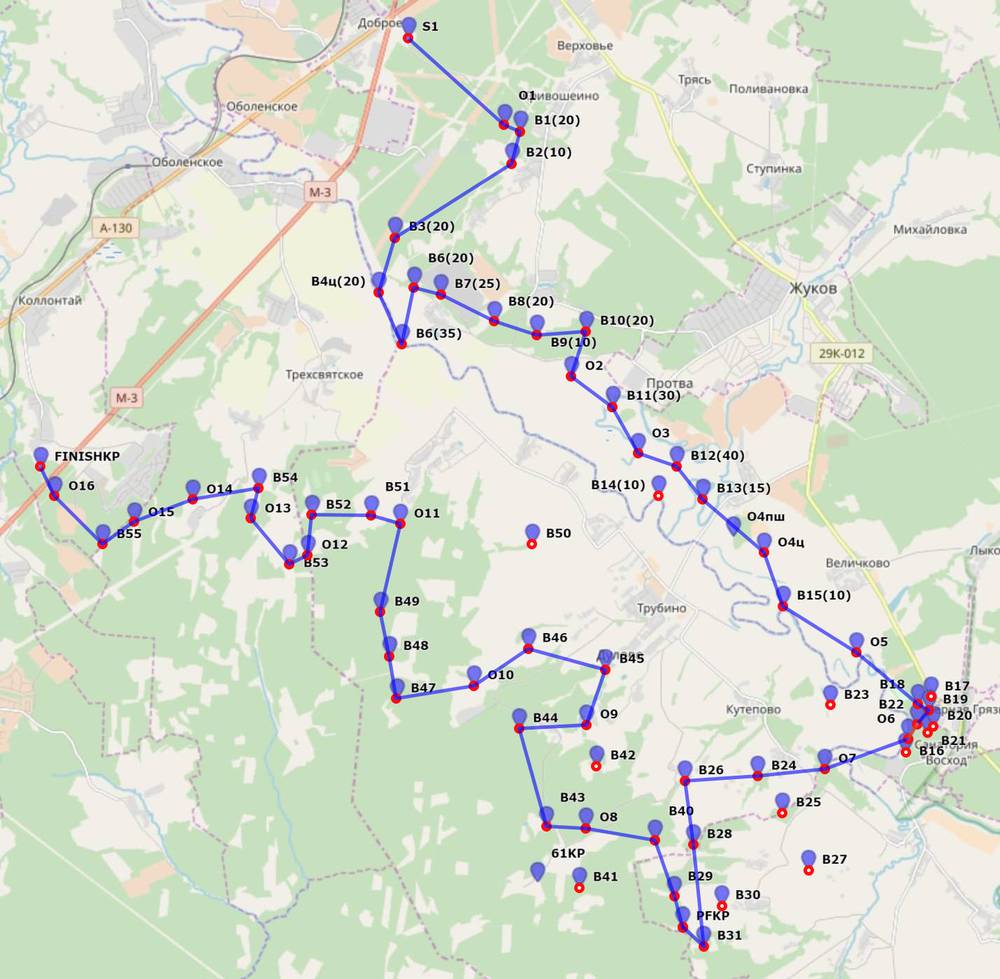 Доброе
S1
Верховье
Трясь
Поливановка
O1
Кривошеино
B1(20)
Оболенское
B2(10)
Оболенское
Ступинка
М-3
А-130
B3(20)
Михайловка
B6(20)
B4ц(20)
B7(25)
Жуков
Коллонтай
B8(20)
B10(20)
B6(35)
B9(10)
29К-012
O2
Трехсвятское
Протва
М-3
B11(30)
O3
FINISHKP
B12(40)
B54
B14(10)
B13(15)
O16
O14
B51
B52
O13
O15
O11
O4пш
B55
B50
O12
O4ц
Лыко
B53
Величково
B15(10)
B49
Трубино
B46
O5
B48
B45
O10
B18
B17
B47
B23
B19
B22
Кутепово
Черная Грязь
O9
O6
B20
B44
B21
Санатория
B16
Восход
B42
O7
B24
B26
B43
B25
B40
O8
B28
61KP
B27
B41
B29
B30
PFKP
B31